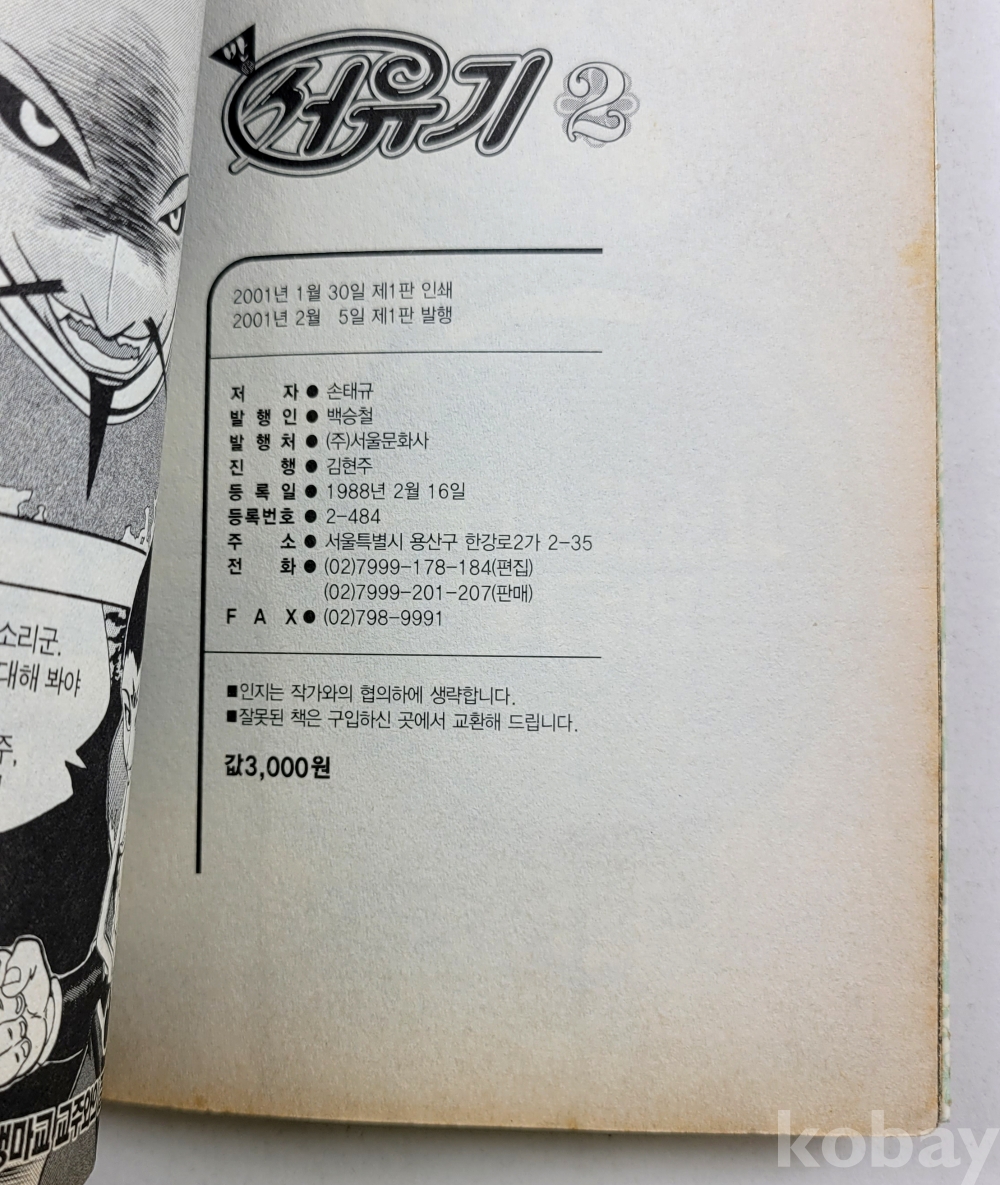 서유기 2
2001년 1월 30일 제1판 인쇄
2001년 2월 5일 제1판 발행
저 자 ● 손태규
발 행 인 ● 백승철
발 행 처 ● (주)서울문화사
진 행 ● 김현주
등 록 일 ● 1988년 2월 16일
등록번호 ● 2-484
주 소 ● 서울특별시 용산구 한강로2가 2-35
전 화 ● (02)7999-178-184(편집)
(02)7999-201-207(판매)
F A X ● (02)798-9991
■인지는 작가와의 협의하에 생략합니다.
■잘못된 책은 구입하신 곳에서 교환해 드립니다.
값3,000원
소리군.
대해 봐야
주,
마교 교주와의
kobay